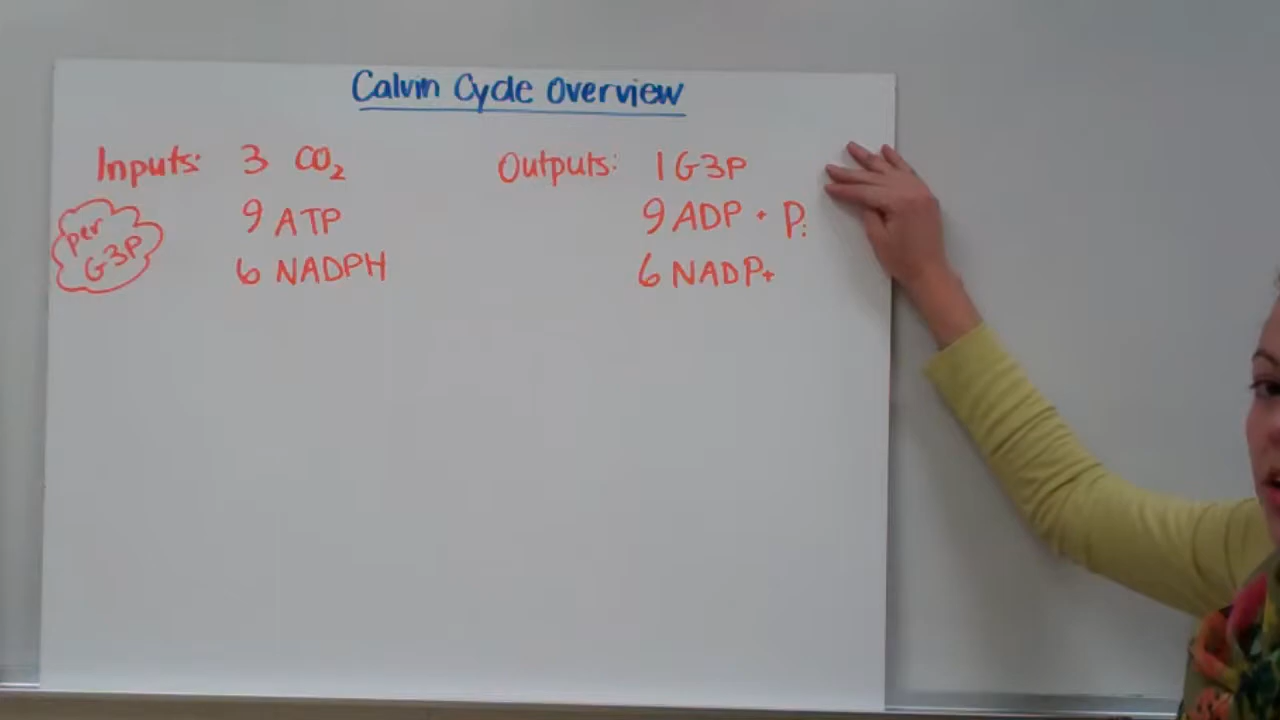 Calvin Cycle Overview
Inputs: 3 CO₂
9 ATP
6 NADPH
per
G3P
Outputs: 1 G3P
9 ADP + Pi
6 NADP+